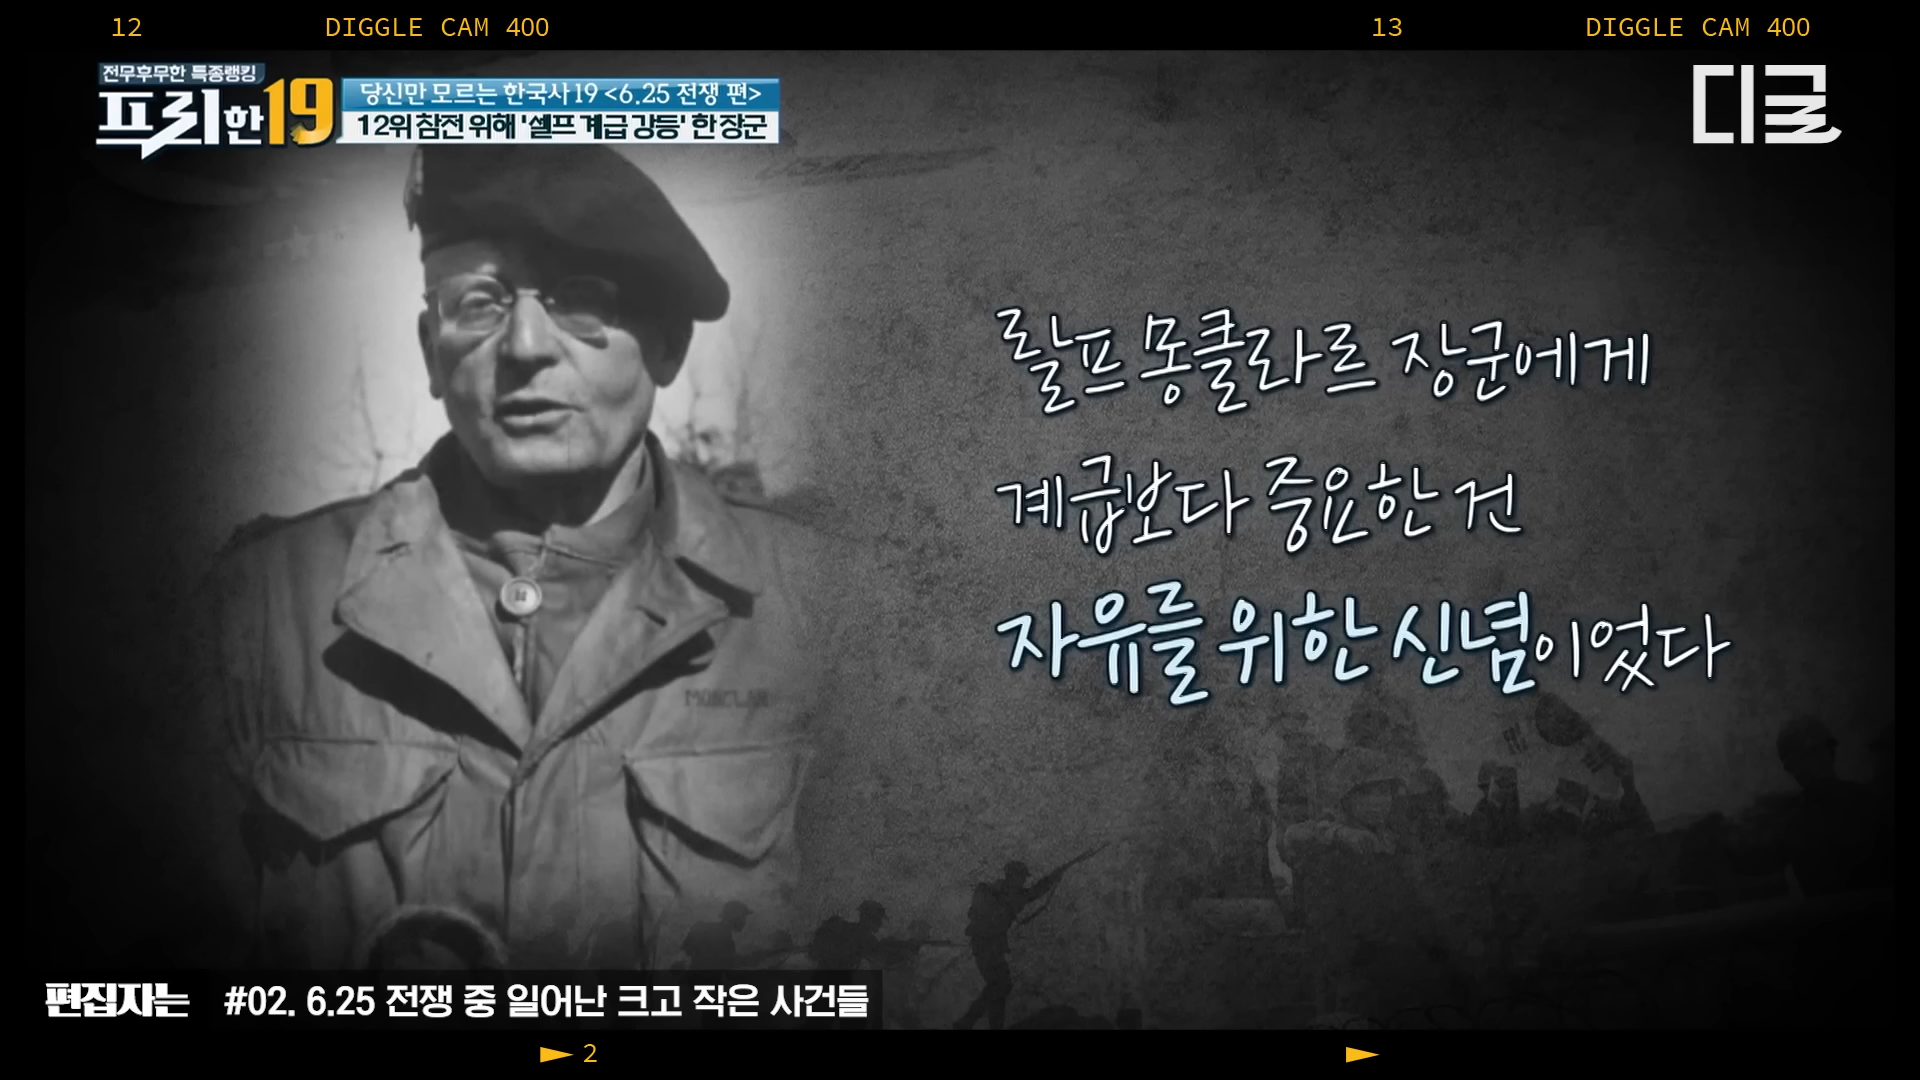 12
DIGGLE CAM 400
13
DIGGLE CAM 400
전무후무한 특종랭킹
프리한19
당신만 모르는 한국사19 <6.25 전쟁 편>
12위 참전 위해 '셀프 계급 강등' 한 장군
디글
랄프 몽클라르 장군에게
계급보다 중요한 건
자유를 위한 신념이었다
MONCLAR
편집자는
#02. 6.25 전쟁 중 일어난 크고 작은 사건들
2